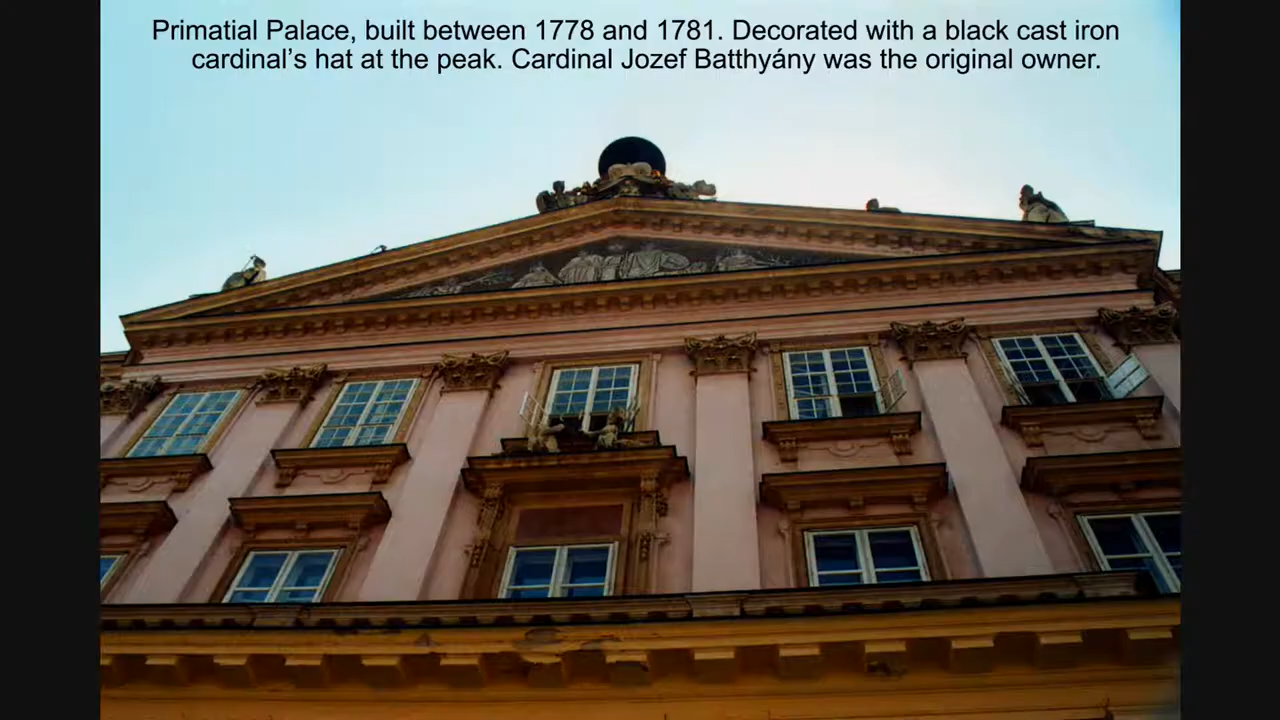 Primatial Palace, built between 1778 and 1781. Decorated with a black cast iron
cardinal’s hat at the peak. Cardinal Jozef Batthyány was the original owner.